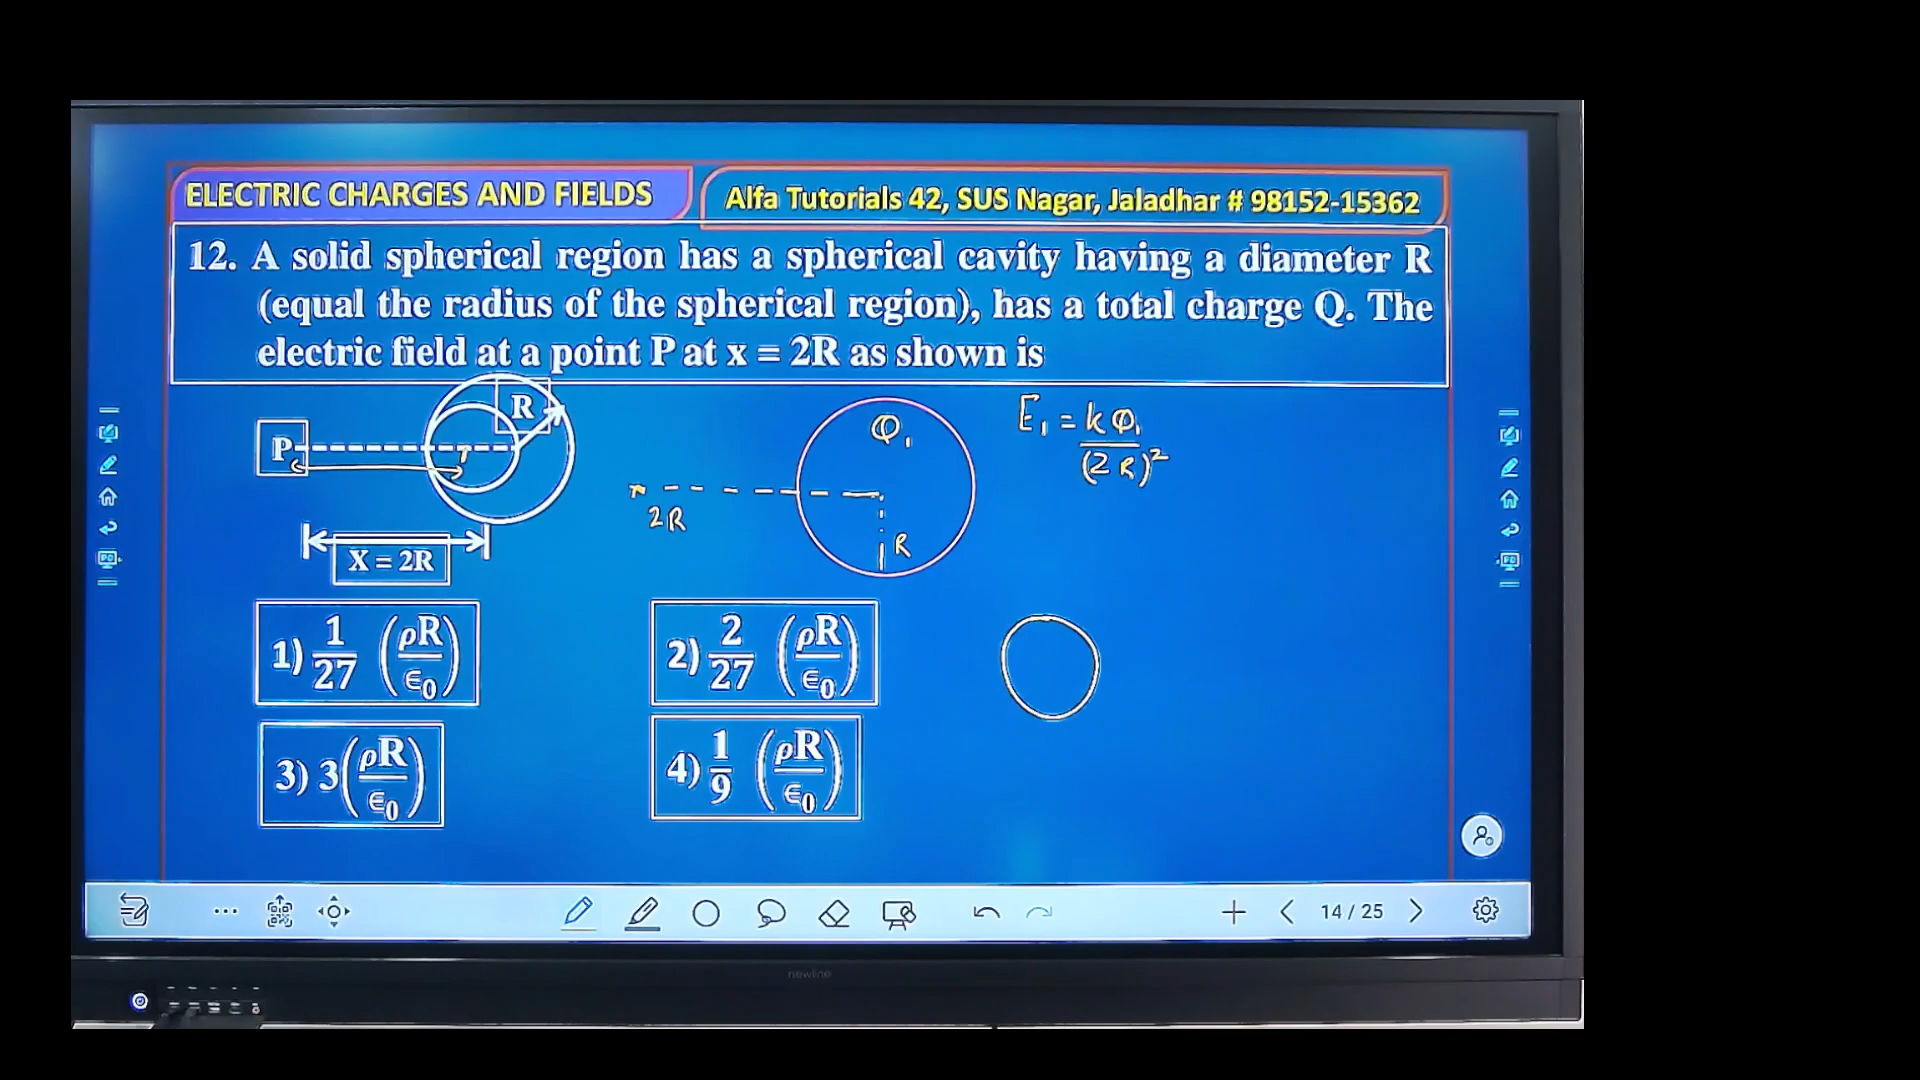 ELECTRIC CHARGES AND FIELDS
Alfa Tutorials 42, SUS Nagar, Jaladhar # 98152-15362
12. A solid spherical region has a spherical cavity having a diameter R
(equal the radius of the spherical region), has a total charge Q. The
electric field at a point P at x = 2R as shown is
R
P
X = 2R
Q₁
2R
R
E₁ = kQ₁/(2R)²
1) 1/27 (ρR/∈₀)
2) 2/27 (ρR/∈₀)
3) 3(ρR/∈₀)
4) 1/9 (ρR/∈₀)
14 / 25
newline